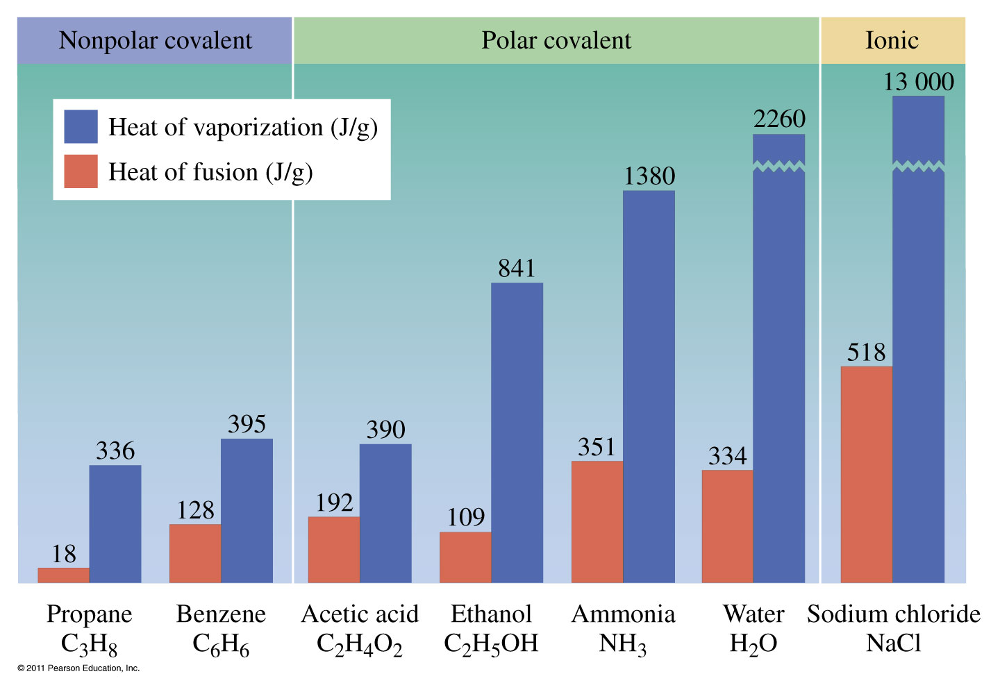 Nonpolar covalent Polar covalent Ionic
Heat of vaporization (J/g)
Heat of fusion (J/g)
18 336 128 395 192 390 109 841 351 1380 334 2260 518 13 000
Propane Benzene Acetic acid Ethanol Ammonia Water Sodium chloride
C₃H₈ C₆H₆ C₂H₄O₂ C₂H₅OH NH₃ H₂O NaCl
© 2011 Pearson Education, Inc.